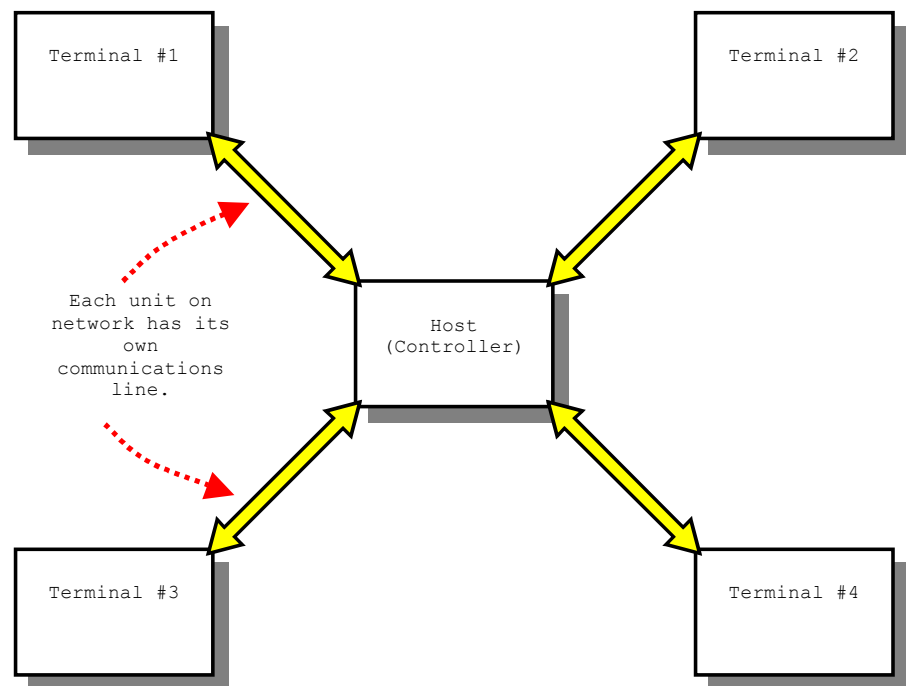 Terminal #1
Terminal #2
Each unit on
network has its
own
communications
line.
Host
(Controller)
Terminal #3
Terminal #4